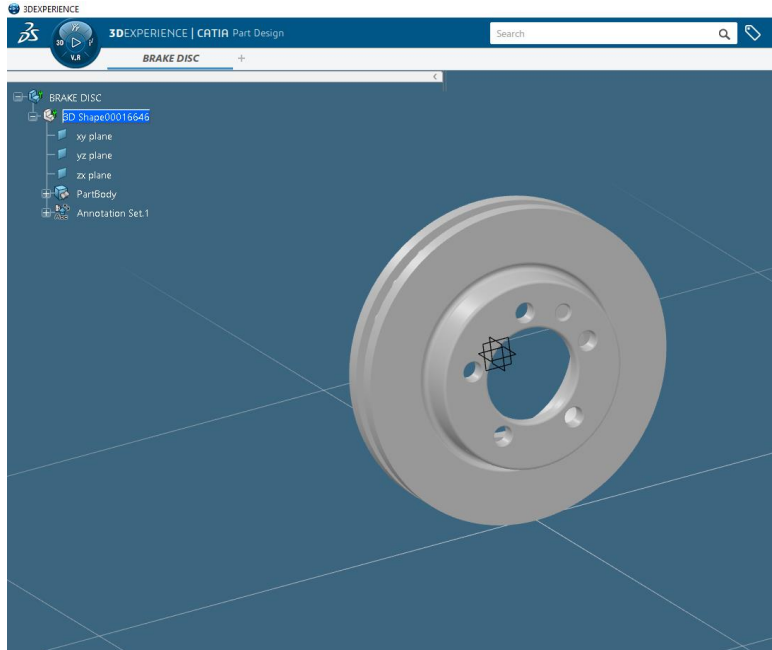 3DEXPERIENCE
3DEXPERIENCE | CATIA Part Design
Search
3D
V.R
BRAKE DISC +
BRAKE DISC
3D Shape00016646
xy plane
yz plane
zx plane
PartBody
Annotation Set.1